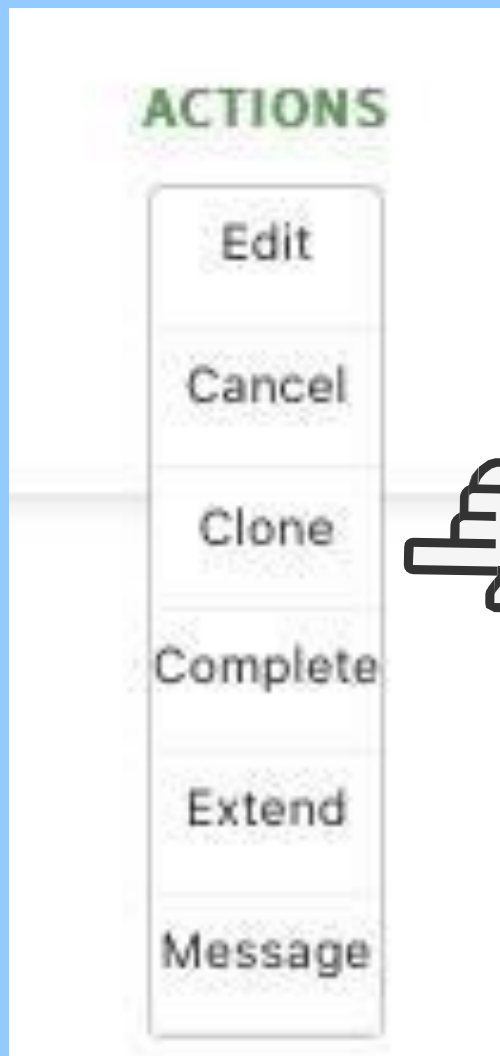 ACTIONS
Edit
Cancel
Clone
Complete
Extend
Message